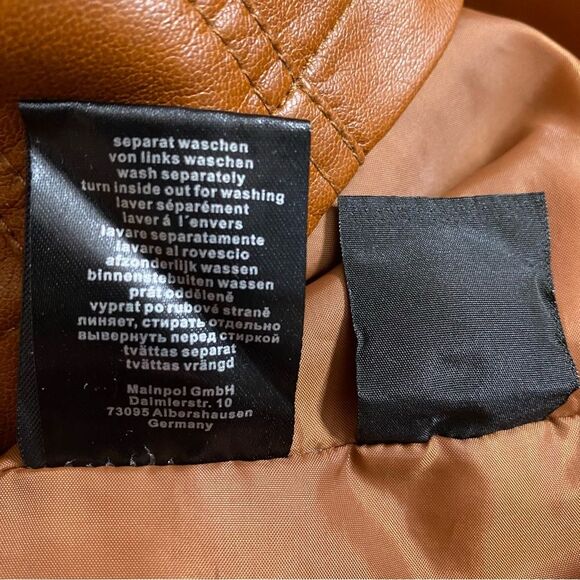 separat waschen
von links waschen
wash separately
turn inside out for washing
laver séparément
laver á l´envers
lavare separatamente
lavare al rovescio
afzonderlijk wassen
binnenstebuiten wassen
prát odděleně
vyprat po rubové straně
линяет, стирать отдельно
вывернуть перед стиркой
tvättas separat
tvättas vrängd
Mainpol GmbH
Daimlerstr. 10
73095 Albershausen
Germany